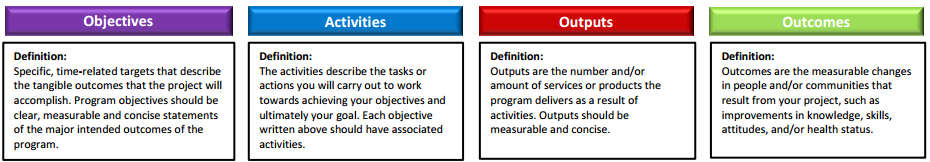 Objectives
Definition:
Specific, time-related targets that describe
the tangible outcomes that the project will
accomplish. Program objectives should be
clear, measurable and concise statements
of the major intended outcomes of the
program.
Activities
Definition:
The activities describe the tasks or
actions you will carry out to work
towards achieving your objectives and
ultimately your goal. Each objective
written above should have associated
activities.
Outputs
Definition:
Outputs are the number and/or
amount of services or products the
program delivers as a result of
activities. Outputs should be
measurable and concise.
Outcomes
Definition:
Outcomes are the measurable changes
in people and/or communities that
result from your project, such as
improvements in knowledge, skills,
attitudes, and/or health status.